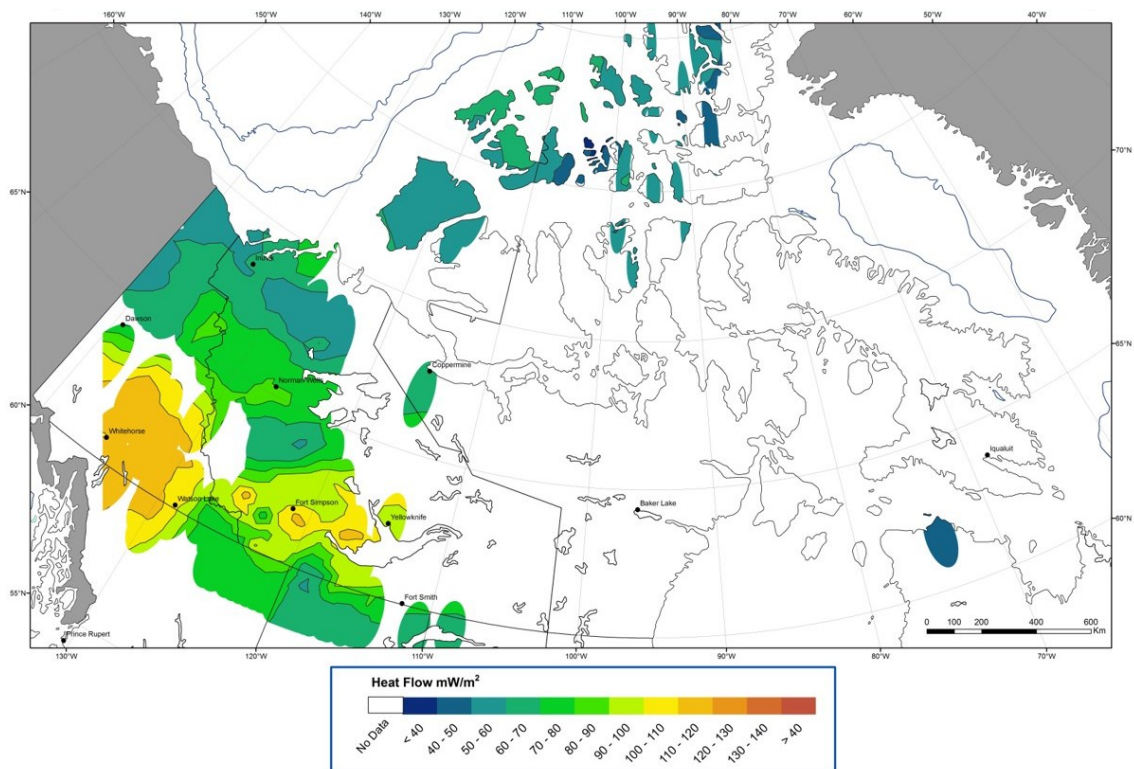 160°W 160°W 150°W 140°W 130°W 120°W 110°W 100°W 90°W 80°W 70°W 60°W 50°W 50°W 40°W
70°N
65°N
Inuvik
Dawson
65°N
Coppermine
Norman Wells
60°N
Whitehorse
Iqualuit
Watson Lake
Fort Simpson
Baker Lake
Yellowknife
60°N
55°N
Fort Smith
0 100 200 400 600
Km
Prince Rupert
130°W 120°W 110°W 100°W 90°W 80°W 70°W
Heat Flow mW/m²
No Data
< 40
40 - 50
50 - 60
60 - 70
70 - 80
80 - 90
90 - 100
100 - 110
110 - 120
120 - 130
130 - 140
> 40